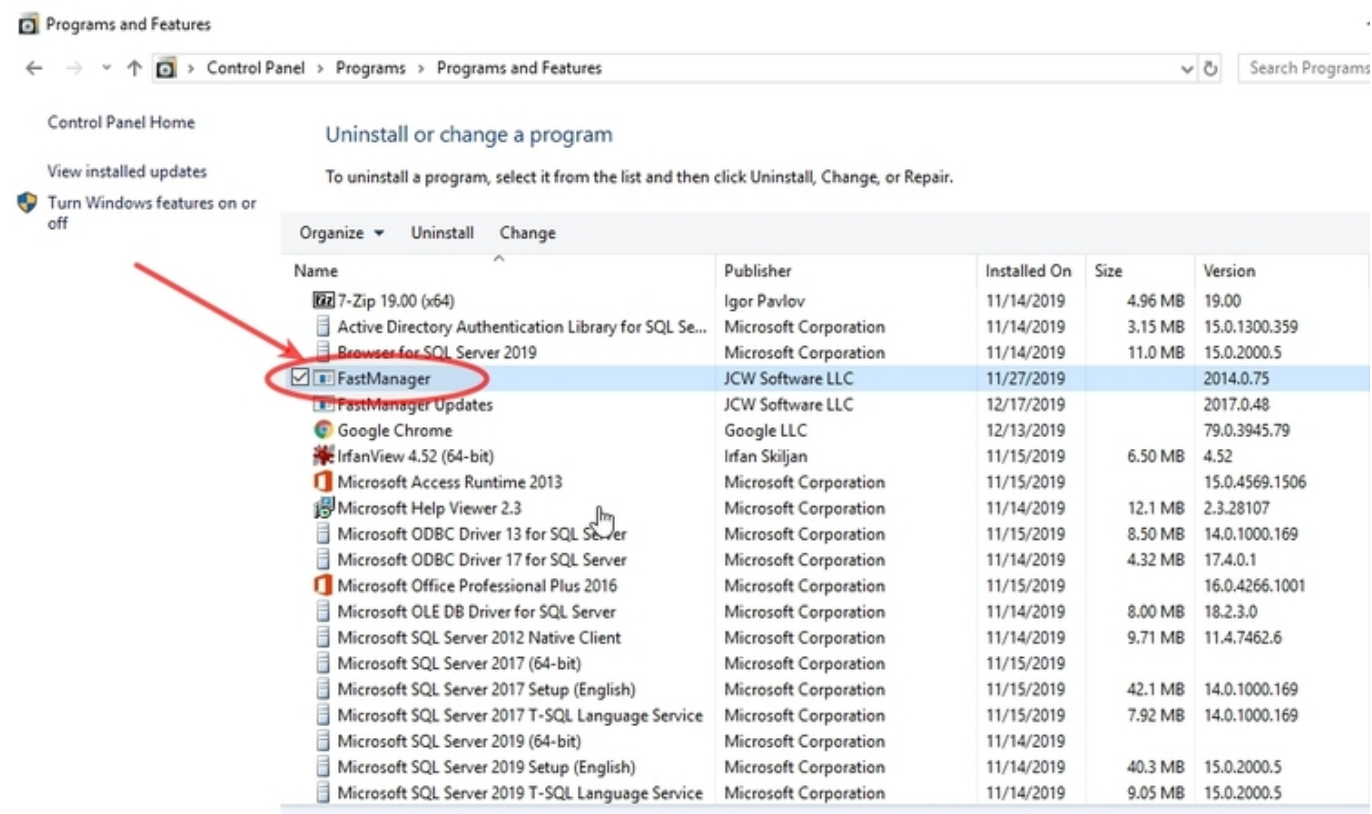 Programs and Features
Control Panel > Programs > Programs and Features
Search Programs
Control Panel Home
View installed updates
Turn Windows features on or
off
Uninstall or change a program
To uninstall a program, select it from the list and then click Uninstall, Change, or Repair.
Organize Uninstall Change
Name Publisher Installed On Size Version
7-Zip 19.00 (x64) Igor Pavlov 11/14/2019 4.96 MB 19.00
Active Directory Authentication Library for SQL Se... Microsoft Corporation 11/14/2019 3.15 MB 15.0.1300.359
Browser for SQL Server 2019 Microsoft Corporation 11/14/2019 11.0 MB 15.0.2000.5
FastManager JCW Software LLC 11/27/2019 2014.0.75
FastManager Updates JCW Software LLC 12/17/2019 2017.0.48
Google Chrome Google LLC 12/13/2019 79.0.3945.79
IrfanView 4.52 (64-bit) Irfan Skiljan 11/15/2019 6.50 MB 4.52
Microsoft Access Runtime 2013 Microsoft Corporation 11/15/2019 15.0.4569.1506
Microsoft Help Viewer 2.3 Microsoft Corporation 11/14/2019 12.1 MB 2.3.28107
Microsoft ODBC Driver 13 for SQL Server Microsoft Corporation 11/15/2019 8.50 MB 14.0.1000.169
Microsoft ODBC Driver 17 for SQL Server Microsoft Corporation 11/14/2019 4.32 MB 17.4.0.1
Microsoft Office Professional Plus 2016 Microsoft Corporation 11/15/2019 16.0.4266.1001
Microsoft OLE DB Driver for SQL Server Microsoft Corporation 11/14/2019 8.00 MB 18.2.3.0
Microsoft SQL Server 2012 Native Client Microsoft Corporation 11/14/2019 9.71 MB 11.4.7462.6
Microsoft SQL Server 2017 (64-bit) Microsoft Corporation 11/15/2019
Microsoft SQL Server 2017 Setup (English) Microsoft Corporation 11/15/2019 42.1 MB 14.0.1000.169
Microsoft SQL Server 2017 T-SQL Language Service Microsoft Corporation 11/15/2019 7.92 MB 14.0.1000.169
Microsoft SQL Server 2019 (64-bit) Microsoft Corporation 11/14/2019
Microsoft SQL Server 2019 Setup (English) Microsoft Corporation 11/14/2019 40.3 MB 15.0.2000.5
Microsoft SQL Server 2019 T-SQL Language Service Microsoft Corporation 11/14/2019 9.05 MB 15.0.2000.5